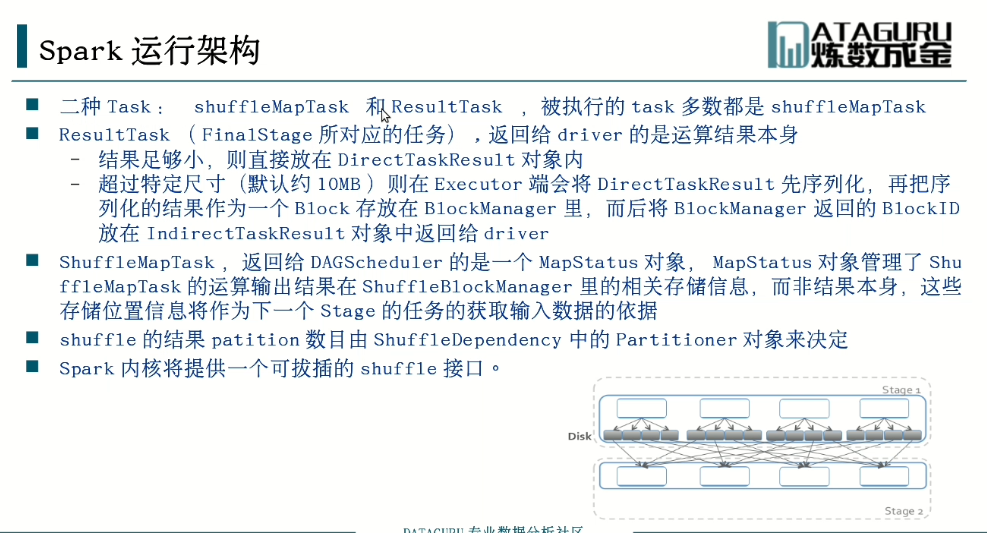 Spark 运行架构
DATAGURU
炼数成金
二种 Task： shuffleMapTask 和 ResultTask ，被执行的 task 多数都是 shuffleMapTask
ResultTask （ FinalStage 所对应的任务），返回给 driver 的是运算结果本身
- 结果足够小，则直接放在 DirectTaskResult 对象内
- 超过特定尺寸（默认约 10MB ）则在 Executor 端会将 DirectTaskResult 先序列化，再把序
列化的结果作为一个 Block 存放在 BlockManager 里，而后将 BlockManager 返回的 BlockID
放在 IndirectTaskResult 对象中返回给 driver
ShuffleMapTask ，返回给 DAGScheduler 的是一个 MapStatus 对象， MapStatus 对象管理了 Shu
ffleMapTask 的运算输出结果在 ShuffleBlockManager 里的相关存储信息，而非结果本身，这些
存储位置信息将作为下一个 Stage 的任务的获取输入数据的依据
shuffle 的结果 patition 数目由 ShuffleDependency 中的 Partitioner 对象来决定
Spark 内核将提供一个可拔插的 shuffle 接口。
Stage 1
Disk
Stage 2
DATAGURU 专业数据分析社区